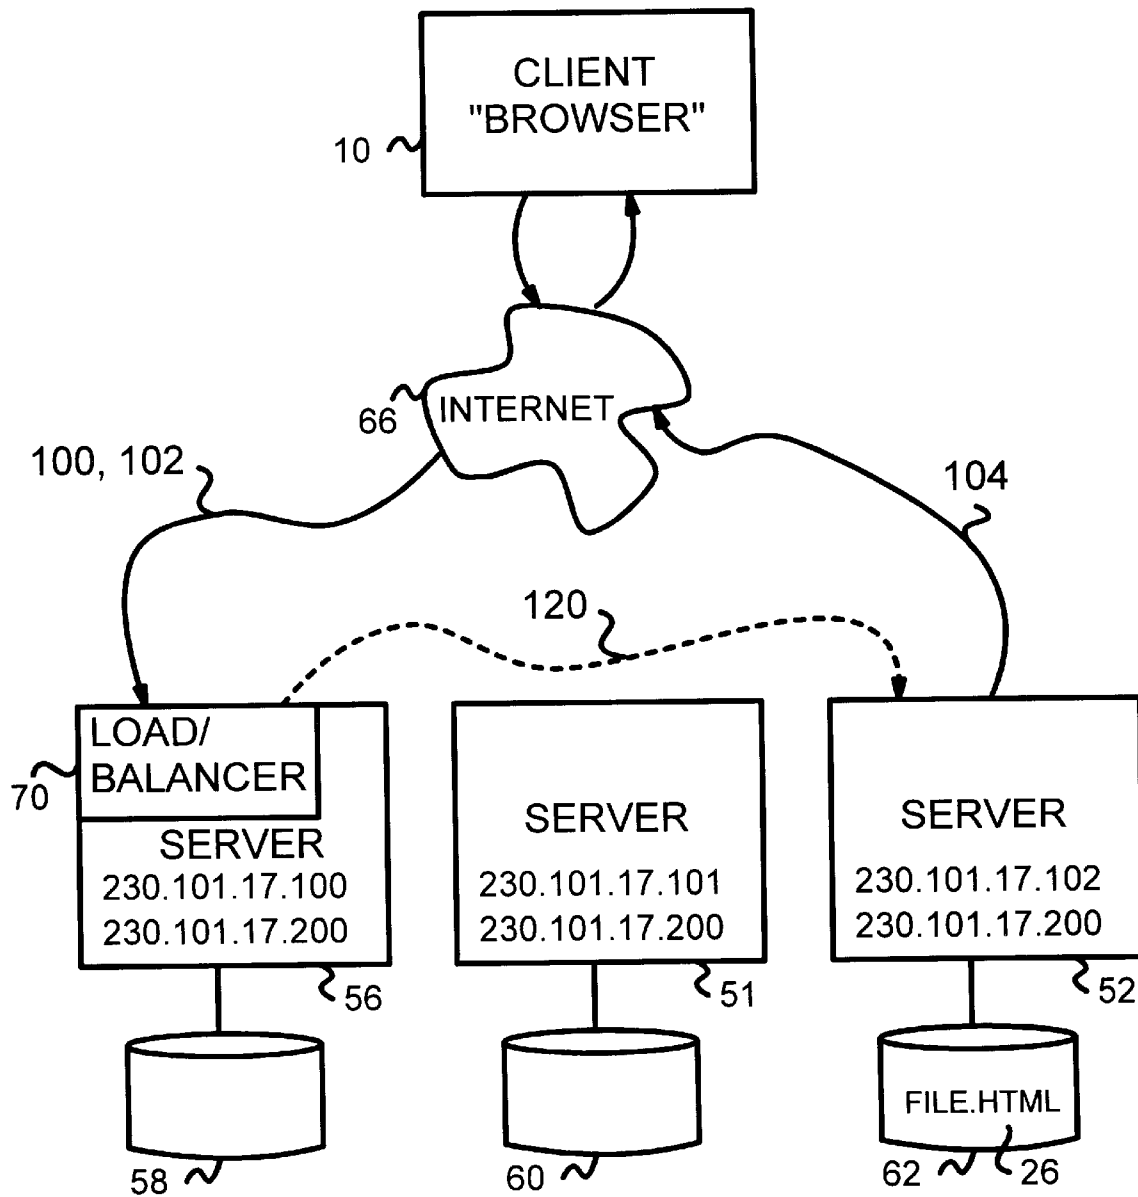 CLIENT
"BROWSER"
10
INTERNET
66
100, 102
104
120
LOAD/
BALANCER
70
SERVER
230.101.17.100
230.101.17.200
56
SERVER
230.101.17.101
230.101.17.200
51
SERVER
230.101.17.102
230.101.17.200
52
58
60
FILE.HTML
62
26